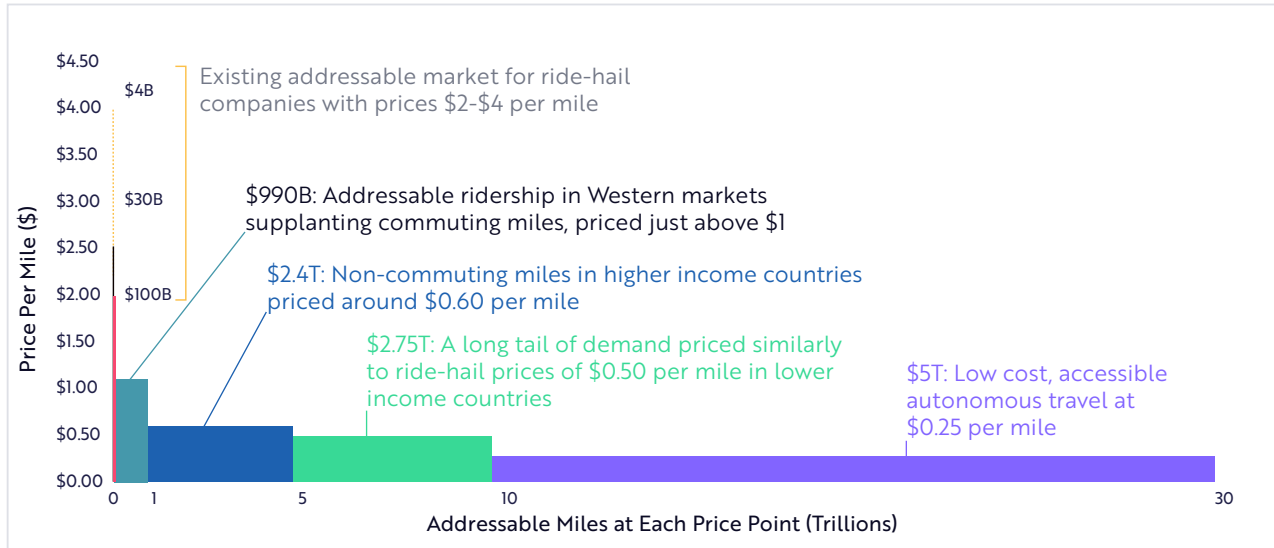 $4.50
$4.00
$3.50
$3.00
$2.50
$2.00
$1.50
$1.00
$0.50
$0.00
Price Per Mile ($)
$4B
$30B
$100B
Existing addressable market for ride-hail
companies with prices $2-$4 per mile
$990B: Addressable ridership in Western markets
supplanting commuting miles, priced just above $1
$2.4T: Non-commuting miles in higher income countries
priced around $0.60 per mile
$2.75T: A long tail of demand priced similarly
to ride-hail prices of $0.50 per mile in lower
income countries
$5T: Low cost, accessible
autonomous travel at
$0.25 per mile
0 1 5 10 30
Addressable Miles at Each Price Point (Trillions)